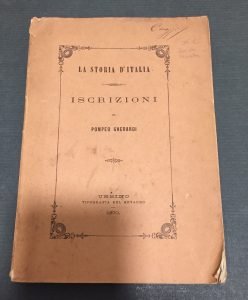 LA STORIA D'ITALIA
ISCRIZIONI
DI
POMPEO GHERARDI
URBINO
TIPOGRAFIA DEL METAURO